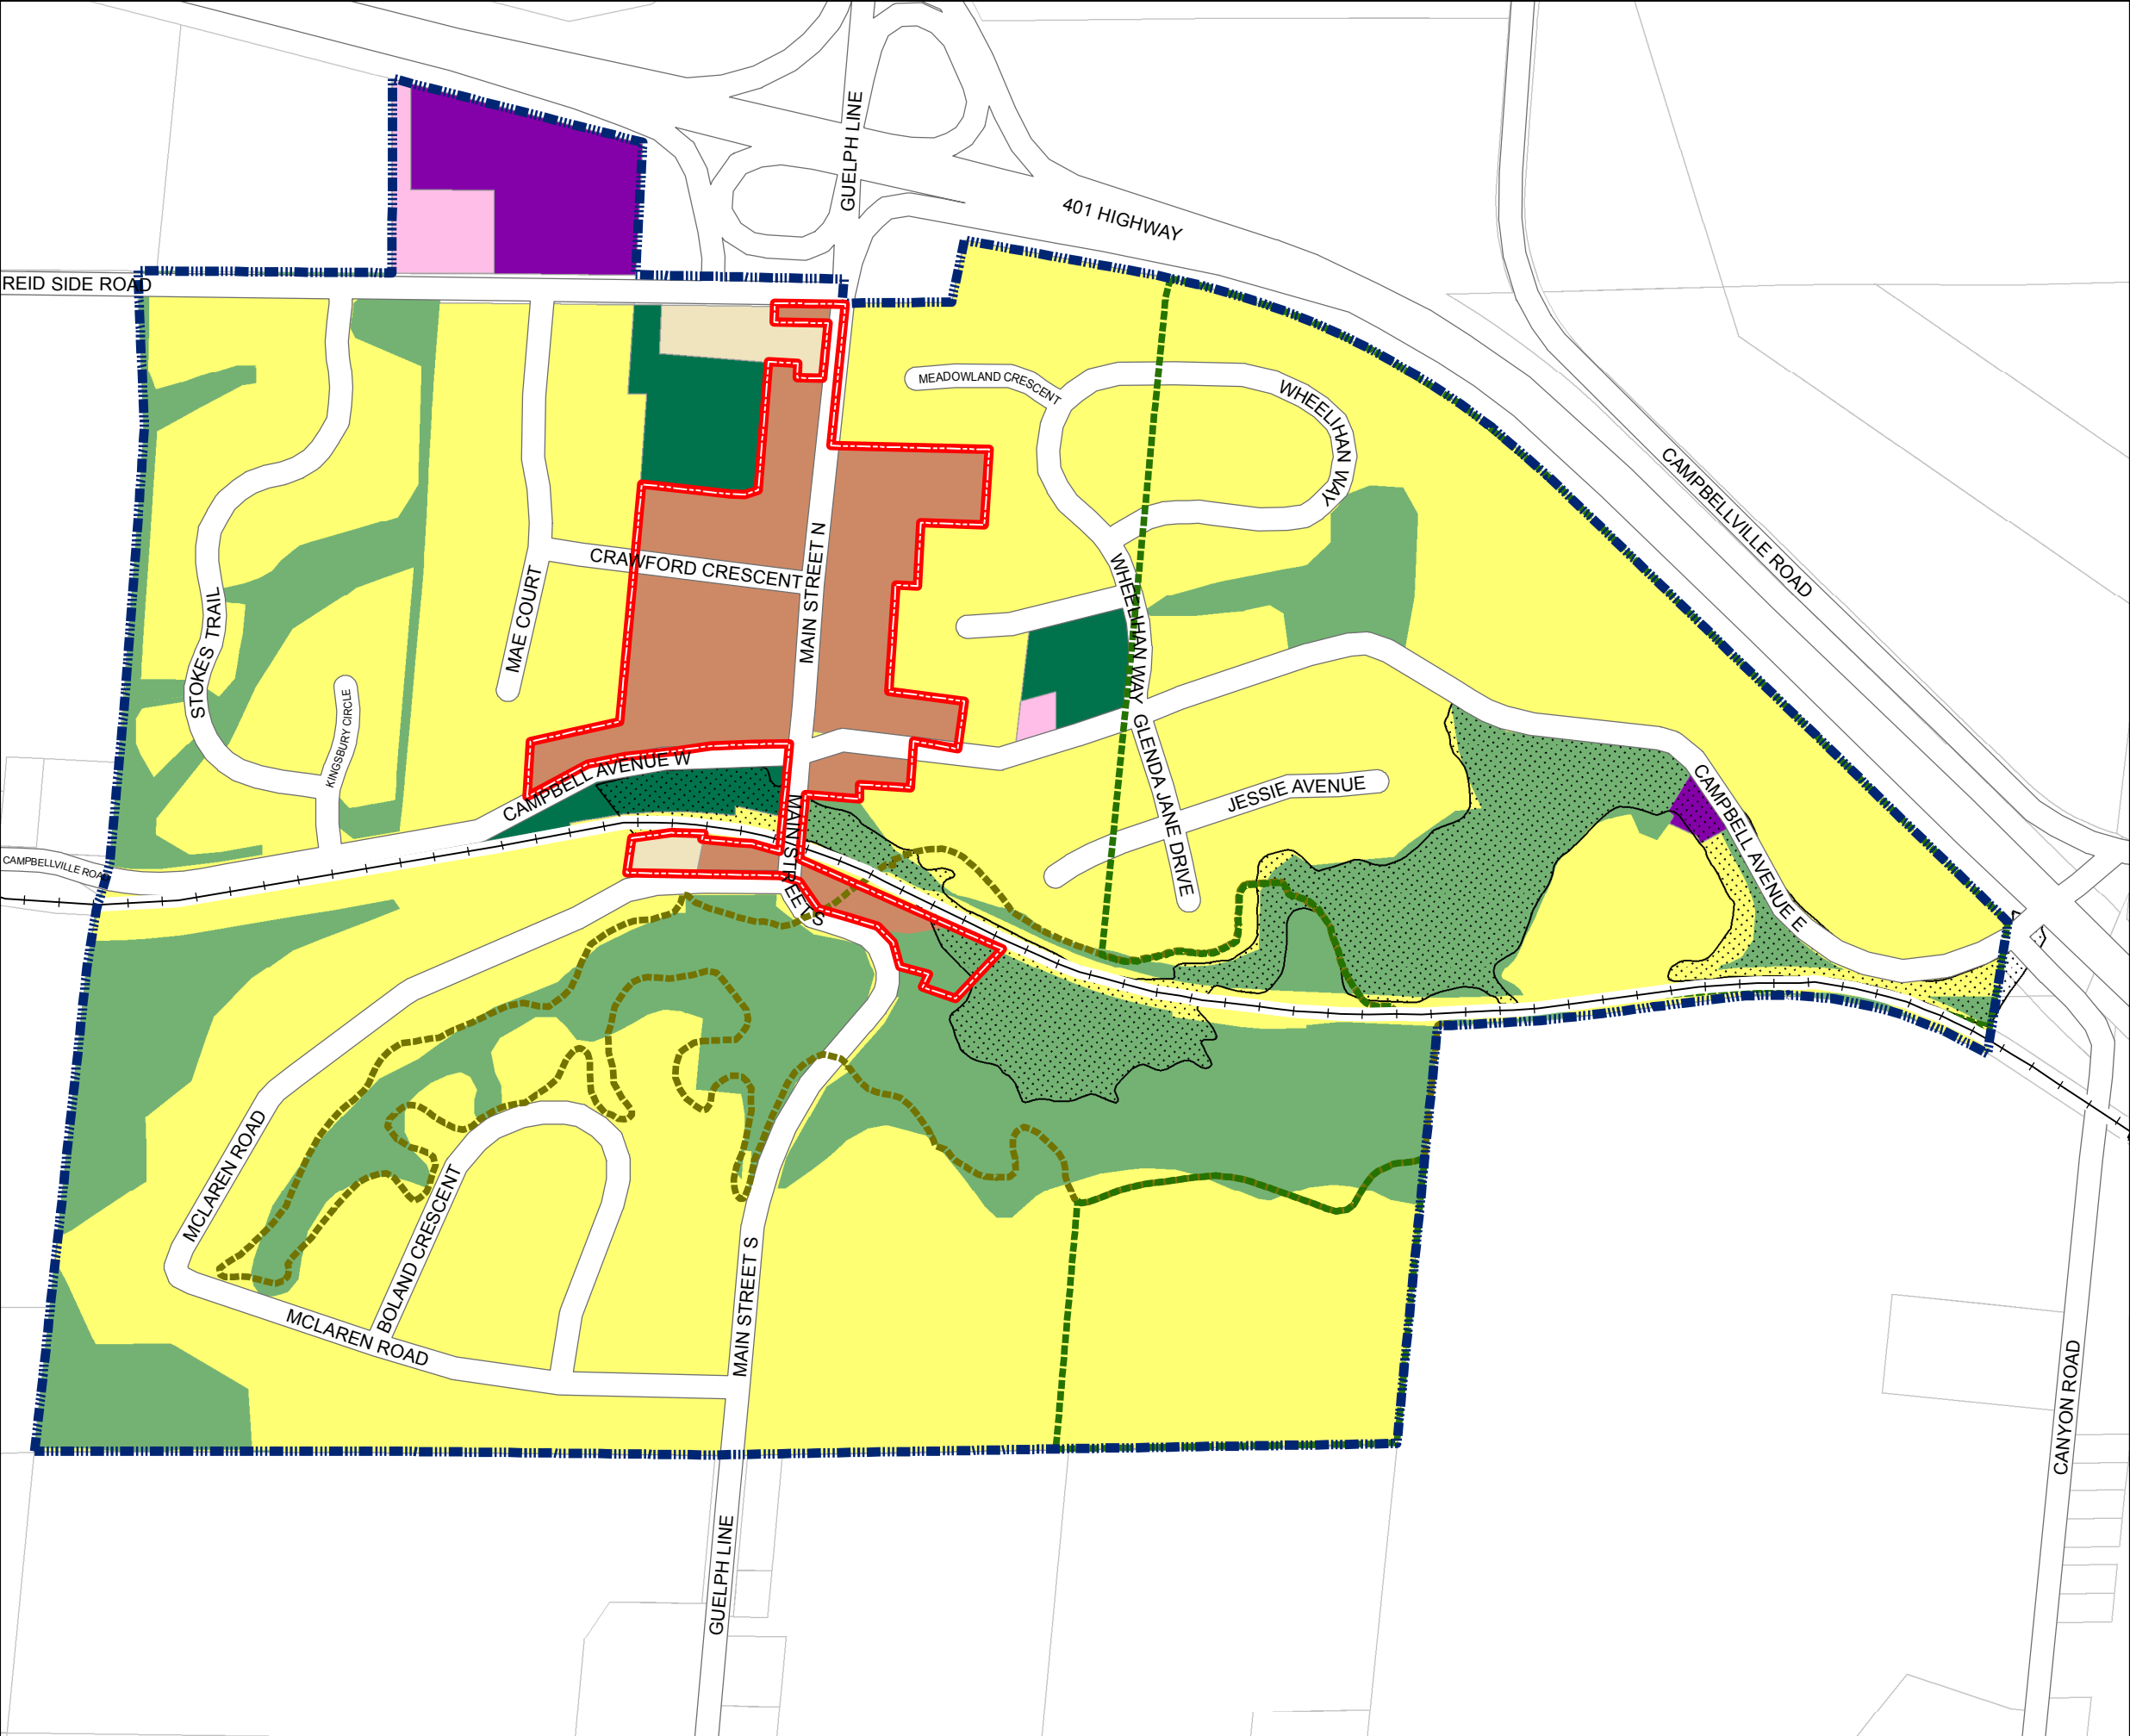 GUELPH LINE
401 HIGHWAY
REID SIDE ROAD
MEADOWLAND CRESCENT
WHEELIHAN WAY
CAMPBELLVILLE ROAD
MAIN STREET N
CRAWFORD CRESCENT
MAE COURT
STOKES TRAIL
KINGSBURY CIRCLE
WHEELIHAN WAY
GLENDA JANE DRIVE
JESSIE AVENUE
CAMPBELL AVENUE W
CAMPBELL AVENUE E
CAMPBELLVILLE ROA
MAIN STREET S
MCLAREN ROAD
BOLAND CRESCENT
MCLAREN ROAD
MAIN STREET S
CANYON ROAD
GUELPH LINE